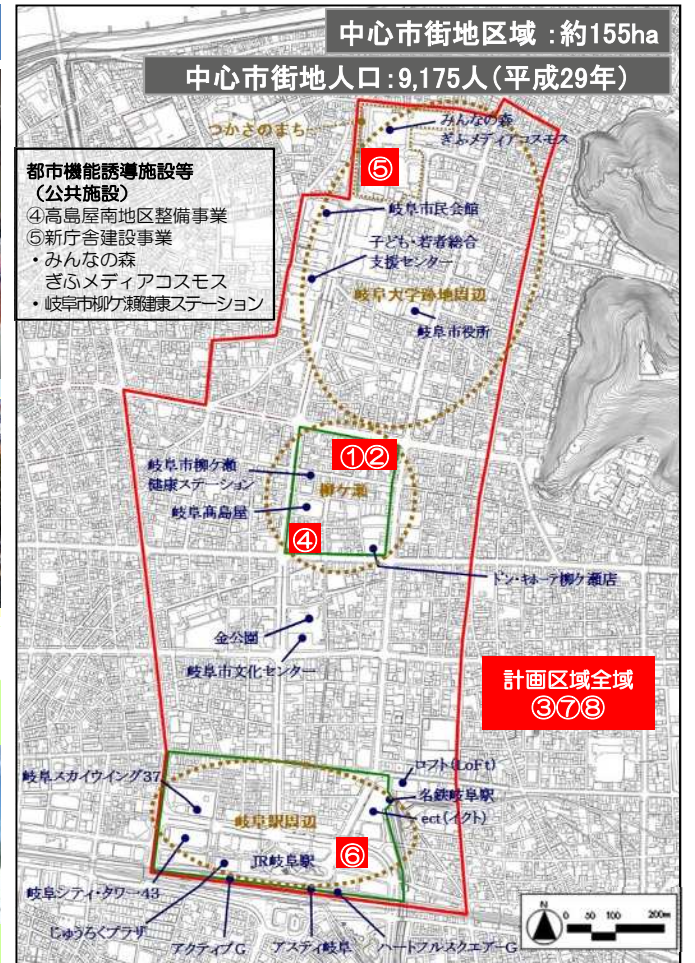 中心市街地区域：約155ha
中心市街地人口：9,175人（平成29年）
つかさのまち
みんなの森
ぎふメディアコスモス
都市機能誘導施設等
（公共施設）
④高島屋南地区整備事業
⑤新庁舎建設事業
・みんなの森
ぎふメディアコスモス
・岐阜市柳ケ瀬健康ステーション
⑤
岐阜市民会館
子ども・若者総合
支援センター
岐阜大学跡地周辺
岐阜市役所
①②
岐阜市柳ケ瀬
健康ステーション
柳ケ瀬
岐阜高島屋
④
ドン・キホーテ柳ケ瀬店
金公園
岐阜市文化センター
計画区域全域
③⑦⑧
ロフト（LoFt）
岐阜スカイウイング37
名鉄岐阜駅
岐阜駅周辺
ect（イクト）
JR岐阜駅
⑥
岐阜シティ・タワー43
じゅうろくプラザ
アクティブG
アスティ岐阜
ハートフルスクエアーG
N
0 50 100 200m